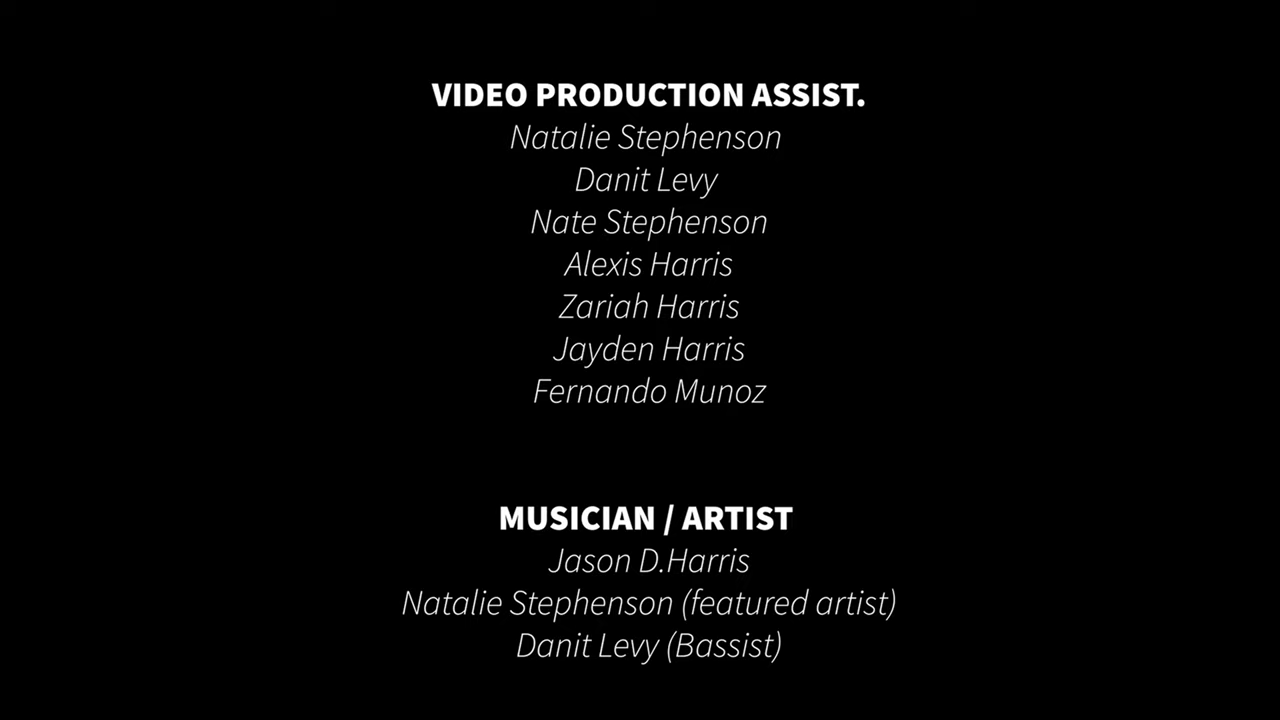 VIDEO PRODUCTION ASSIST.
Natalie Stephenson
Danit Levy
Nate Stephenson
Alexis Harris
Zariah Harris
Jayden Harris
Fernando Munoz
MUSICIAN / ARTIST
Jason D.Harris
Natalie Stephenson (featured artist)
Danit Levy (Bassist)